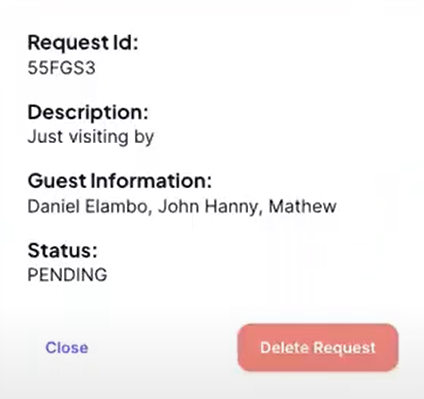 Request Id:
55FGS3
Description:
Just visiting by
Guest Information:
Daniel Elambo, John Hanny, Mathew
Status:
PENDING
Close
Delete Request